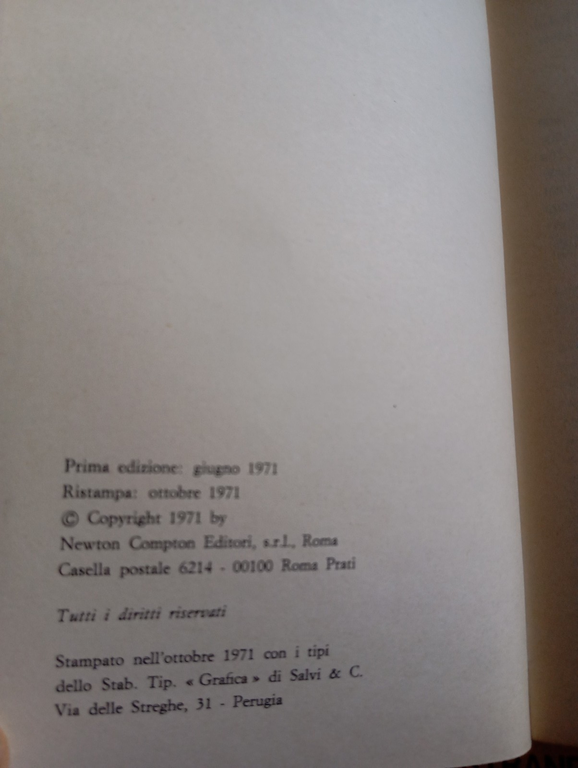 Prima edizione: giugno 1971
Ristampa: ottobre 1971
© Copyright 1971 by
Newton Compton Editori, s.r.l., Roma
Casella postale 6214 - 00100 Roma Prati
Tutti i diritti riservati
Stampato nell'ottobre 1971 con i tipi
dello Stab. Tip. « Grafica » di Salvi & C.
Via delle Streghe, 31 - Perugia